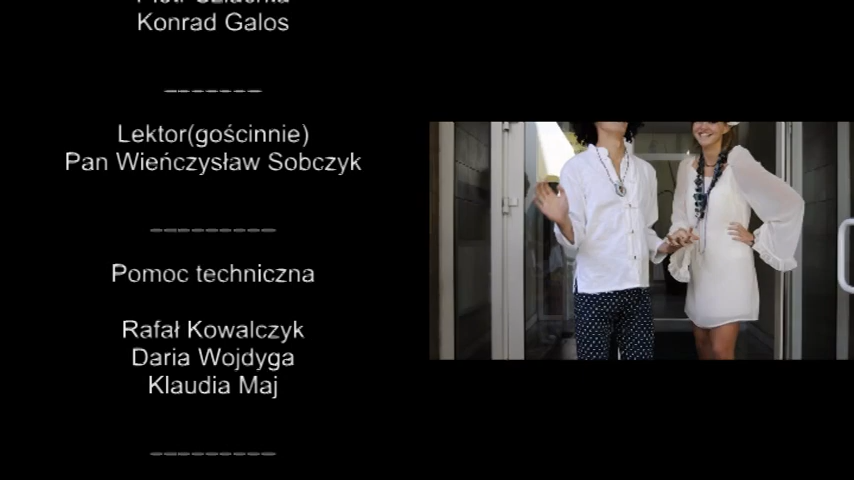 Konrad Galos
Lektor(gościnnie)
Pan Wieńczysław Sobczyk
Pomoc techniczna
Rafał Kowalczyk
Daria Wojdyga
Klaudia Maj